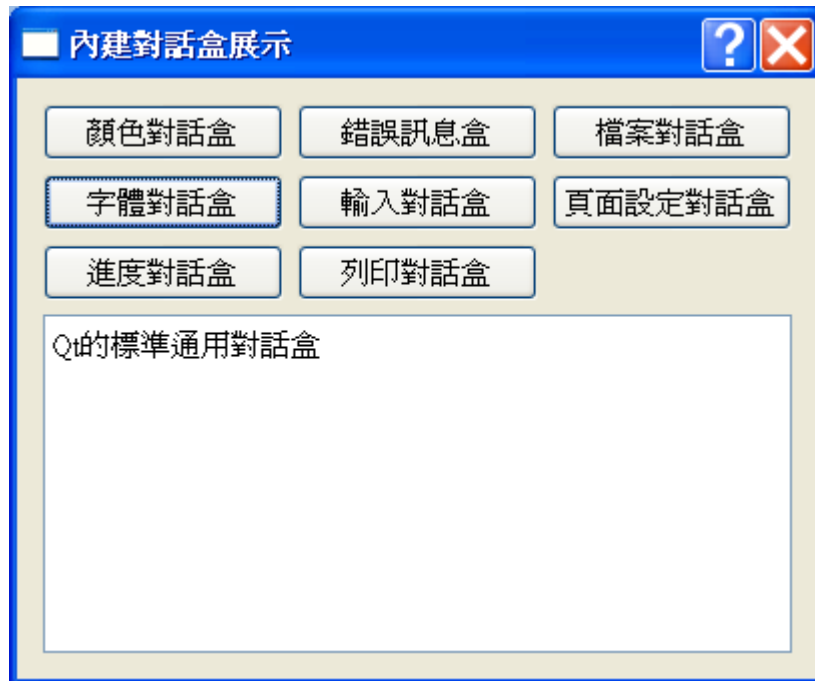 內建對話盒展示
顏色對話盒 錯誤訊息盒 檔案對話盒
字體對話盒 輸入對話盒 頁面設定對話盒
進度對話盒 列印對話盒
Qt的標準通用對話盒